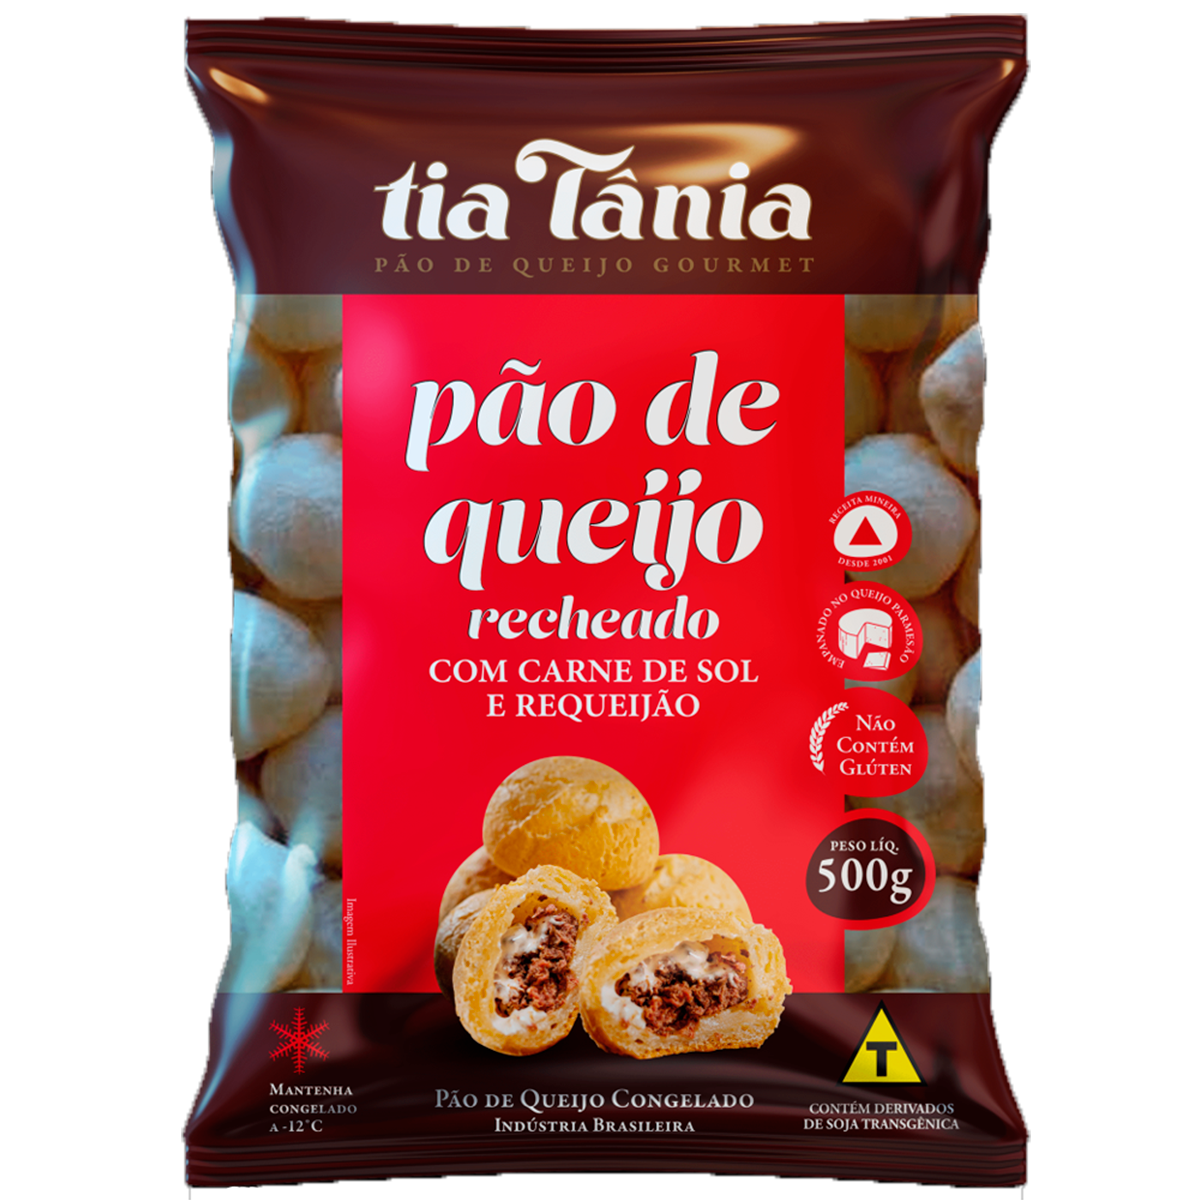 tia Tânia
PÃO DE QUEIJO GOURMET
pão de
queijo
recheado
COM CARNE DE SOL
E REQUEIJÃO
RECEITA MINEIRA
DESDE 2001
EMPANADO NO QUEIJO PARMESÃO
NÃO
CONTÉM
GLÚTEN
PESO LÍQ.
500g
Imagem Ilustrativa
MANTENHA
CONGELADO
A -12°C
PÃO DE QUEIJO CONGELADO
INDÚSTRIA BRASILEIRA
T
CONTÉM DERIVADOS
DE SOJA TRANSGÊNICA